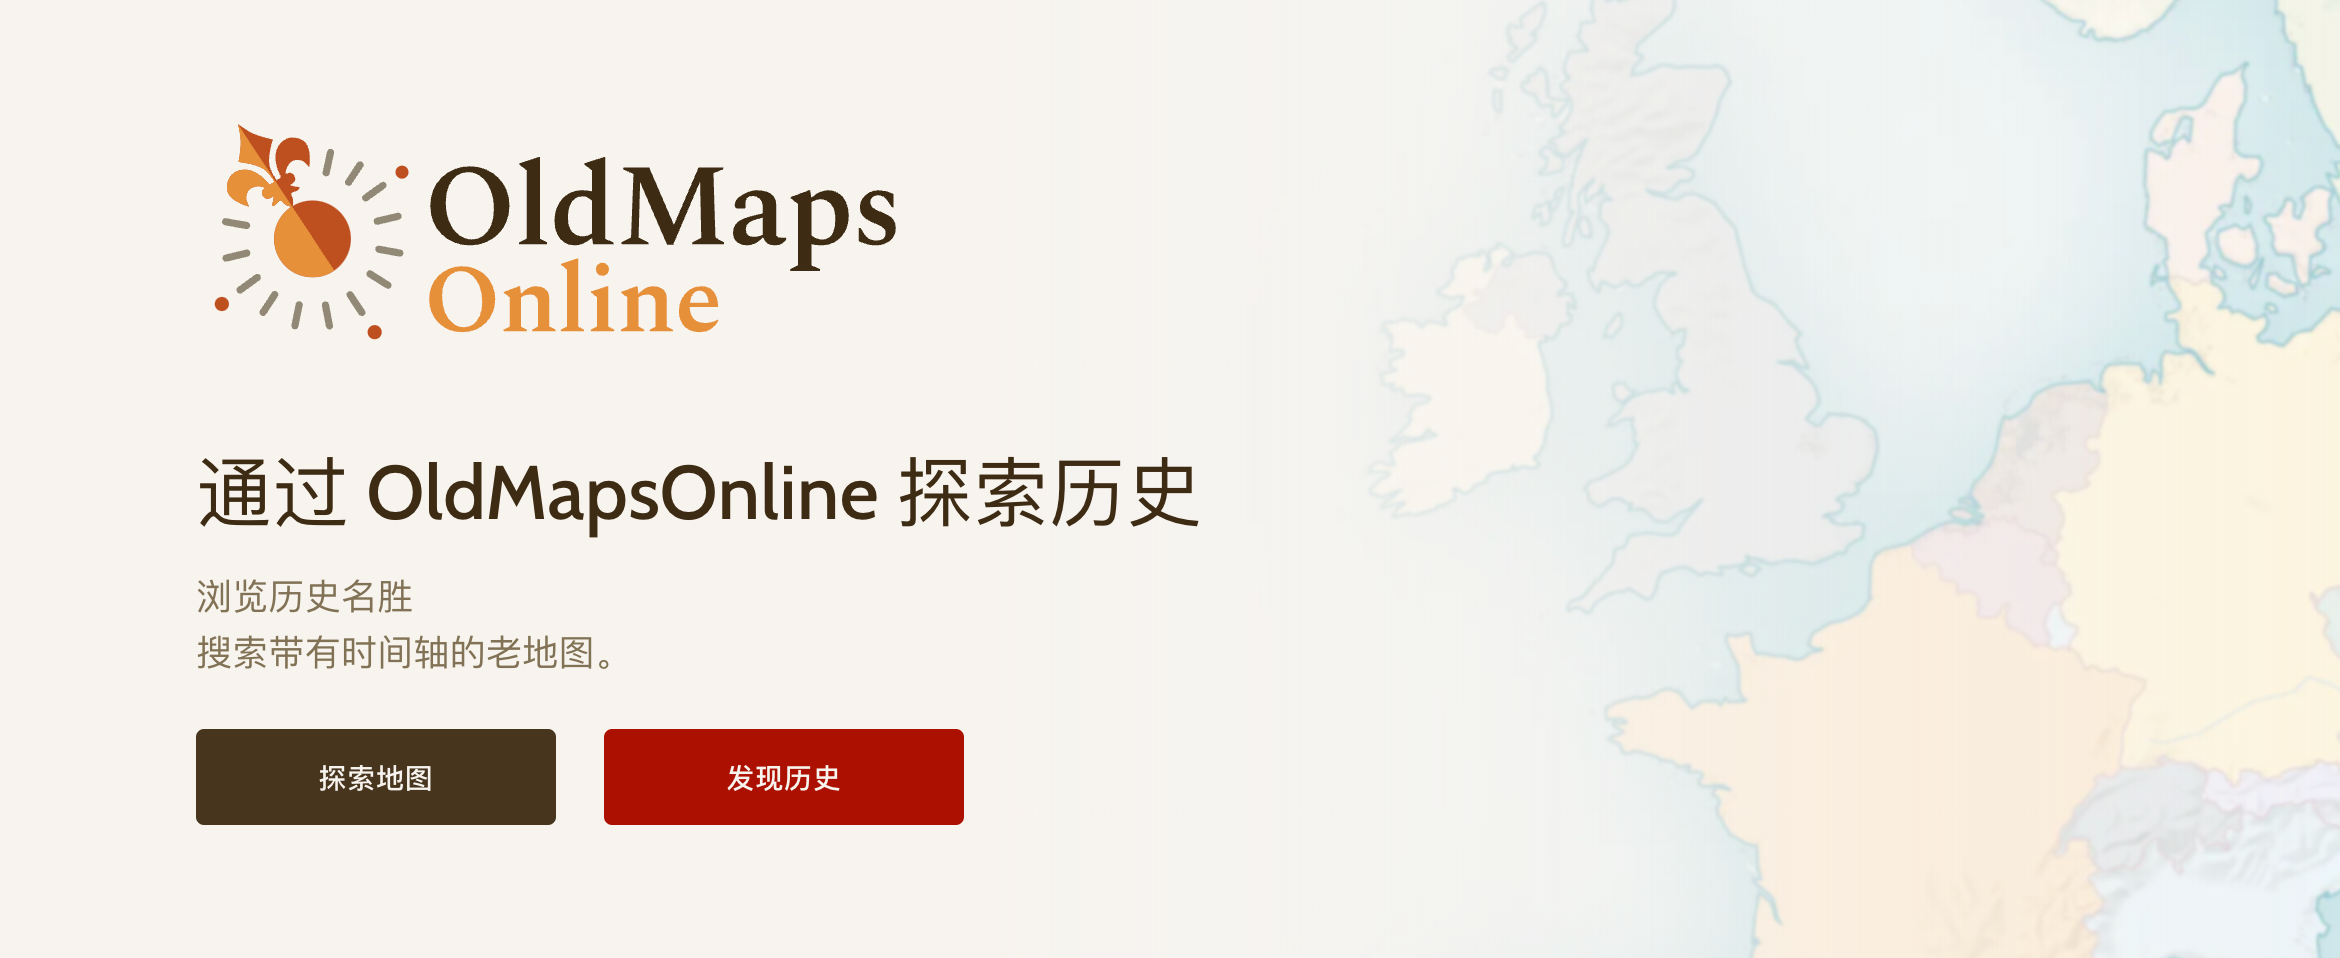 OldMaps
Online
通过 OldMapsOnline 探索历史
浏览历史名胜
搜索带有时间轴的老地图。
探索地图
发现历史